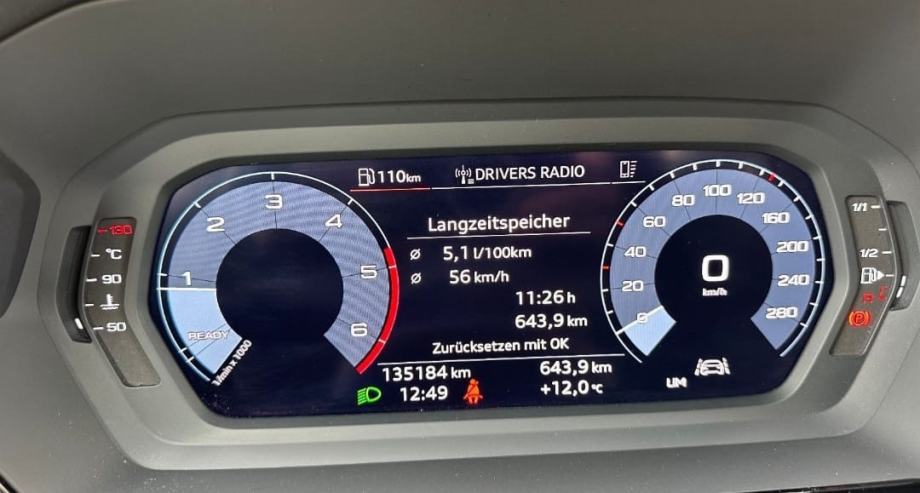 110km
DRIVERS RADIO
Langzeitspeicher
ø 5,1 l/100km
ø 56 km/h
11:26 h
643,9 km
Zurücksetzen mit OK
135184 km 643,9 km
12:49 +12,0 °C
1 2 3 4 5 6
READY
1/min x 1000
0 20 40 60 80 100 120 160 200 240 280
0
km/h
LIM
130
°C
90
50
1/1
1/2
R
P